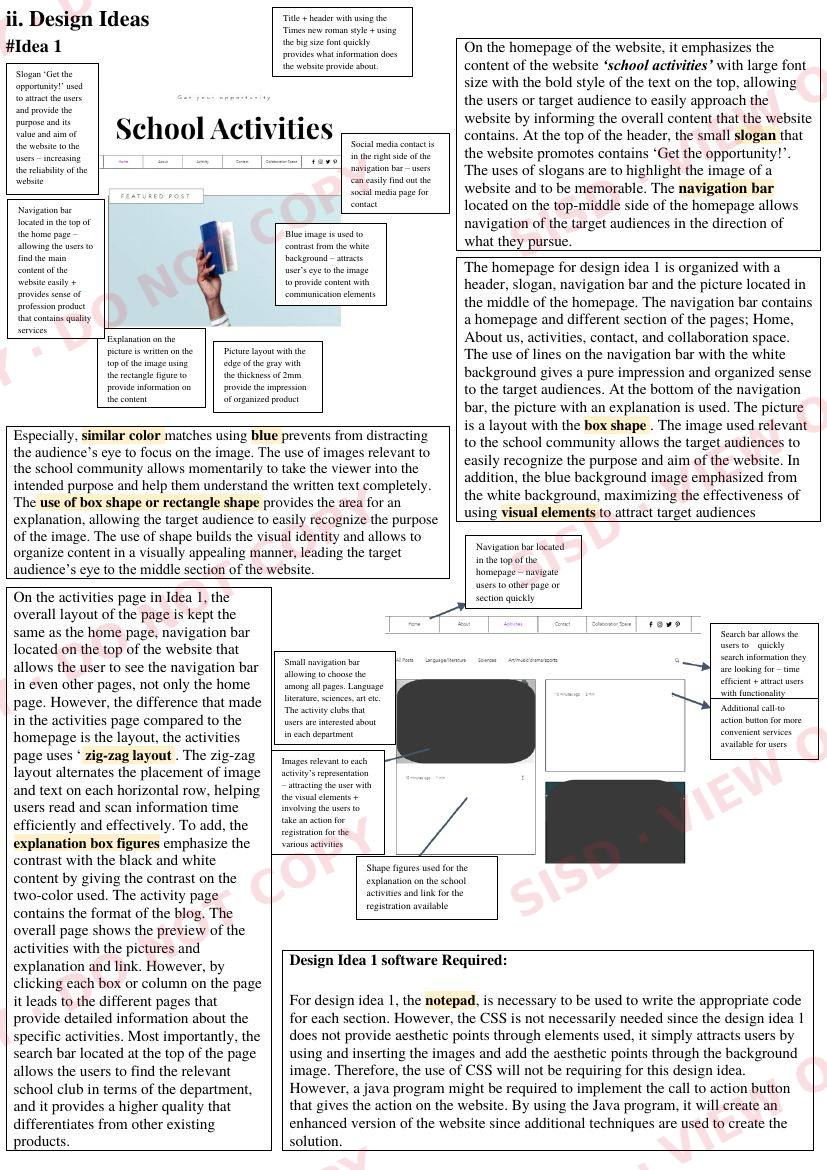 ii. Design Ideas
#Idea 1
Title + header with using the
Times new roman style + using
the big size font quickly
provides what information does
the website provide about.
Slogan ‘Get the
opportunity!’ used
to attract the users
and provide the
purpose and its
value and aim of
the website to the
users – increasing
the reliability of the
website
Get your opportunity
School Activities
Home About Activity Contact Collaboration Space
FEATURED POST
Social media contact is
in the right side of the
navigation bar – users
can easily find out the
social media page for
contact
Navigation bar
located in the top of
the home page –
allowing the users to
find the main
content of the
website easily +
provides sense of
profession product
that contains quality
services
Blue image is used to
contrast from the white
background – attracts
user’s eye to the image
to provide content with
communication elements
Explanation on the
picture is written on the
top of the image using
the rectangle figure to
provide information on
the content
Picture layout with the
edge of the gray with
the thickness of 2mm
provide the impression
of organized product
On the homepage of the website, it emphasizes the
content of the website ‘school activities’ with large font
size with the bold style of the text on the top, allowing
the users or target audience to easily approach the
website by informing the overall content that the website
contains. At the top of the header, the small slogan that
the website promotes contains ‘Get the opportunity!’.
The uses of slogans are to highlight the image of a
website and to be memorable. The navigation bar
located on the top-middle side of the homepage allows
navigation of the target audiences in the direction of
what they pursue.
The homepage for design idea 1 is organized with a
header, slogan, navigation bar and the picture located in
the middle of the homepage. The navigation bar contains
a homepage and different section of the pages; Home,
About us, activities, contact, and collaboration space.
The use of lines on the navigation bar with the white
background gives a pure impression and organized sense
to the target audiences. At the bottom of the navigation
bar, the picture with an explanation is used. The picture
is a layout with the box shape . The image used relevant
to the school community allows the target audiences to
easily recognize the purpose and aim of the website. In
addition, the blue background image emphasized from
the white background, maximizing the effectiveness of
using visual elements to attract target audiences
Especially, similar color matches using blue prevents from distracting
the audience’s eye to focus on the image. The use of images relevant to
the school community allows momentarily to take the viewer into the
intended purpose and help them understand the written text completely.
The use of box shape or rectangle shape provides the area for an
explanation, allowing the target audience to easily recognize the purpose
of the image. The use of shape builds the visual identity and allows to
organize content in a visually appealing manner, leading the target
audience’s eye to the middle section of the website.
On the activities page in Idea 1, the
overall layout of the page is kept the
same as the home page, navigation bar
located on the top of the website that
allows the user to see the navigation bar
in even other pages, not only the home
page. However, the difference that made
in the activities page compared to the
homepage is the layout, the activities
page uses ‘ zig-zag layout . The zig-zag
layout alternates the placement of image
and text on each horizontal row, helping
users read and scan information time
efficiently and effectively. To add, the
explanation box figures emphasize the
contrast with the black and white
content by giving the contrast on the
two-color used. The activity page
contains the format of the blog. The
overall page shows the preview of the
activities with the pictures and
explanation and link. However, by
clicking each box or column on the page
it leads to the different pages that
provide detailed information about the
specific activities. Most importantly, the
search bar located at the top of the page
allows the users to find the relevant
school club in terms of the department,
and it provides a higher quality that
differentiates from other existing
products.
Navigation bar located
in the top of the
homepage – navigate
users to other page or
section quickly
Home About Activities Contact Collaboration Space
All Posts Language/literature Sciences Art/music/drama/sports
10 minutes ago · 1 min
10 minutes ago · 1 min
Small navigation bar
allowing to choose the
among all pages. Language
literature, sciences, art etc.
The activity clubs that
users are interested about
in each department
Images relevant to each
activity’s representation
– attracting the user with
the visual elements +
involving the users to
take an action for
registration for the
various activities
Search bar allows the
users to quickly
search information they
are looking for – time
efficient + attract users
with functionality
Additional call-to
action button for more
convenient services
available for users
Shape figures used for the
explanation on the school
activities and link for the
registration available
Design Idea 1 software Required:
For design idea 1, the notepad, is necessary to be used to write the appropriate code
for each section. However, the CSS is not necessarily needed since the design idea 1
does not provide aesthetic points through elements used, it simply attracts users by
using and inserting the images and add the aesthetic points through the background
image. Therefore, the use of CSS will not be requiring for this design idea.
However, a java program might be required to implement the call to action button
that gives the action on the website. By using the Java program, it will create an
enhanced version of the website since additional techniques are used to create the
solution.
SISD · VIEW O
Y · DO NOT COPY
SISD · VIEW O
Y · DO NOT COPY
SISD · VIEW O
Y · DO NOT COPY